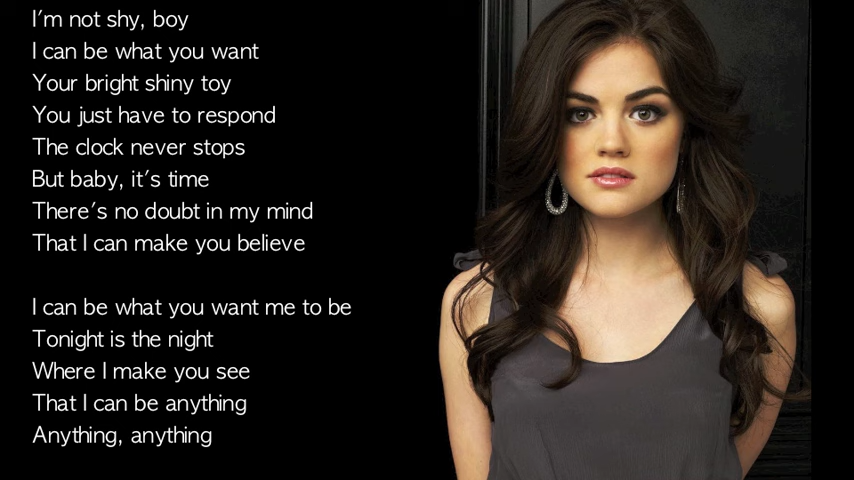 I'm not shy, boy
I can be what you want
Your bright shiny toy
You just have to respond
The clock never stops
But baby, it's time
There's no doubt in my mind
That I can make you believe
I can be what you want me to be
Tonight is the night
Where I make you see
That I can be anything
Anything, anything